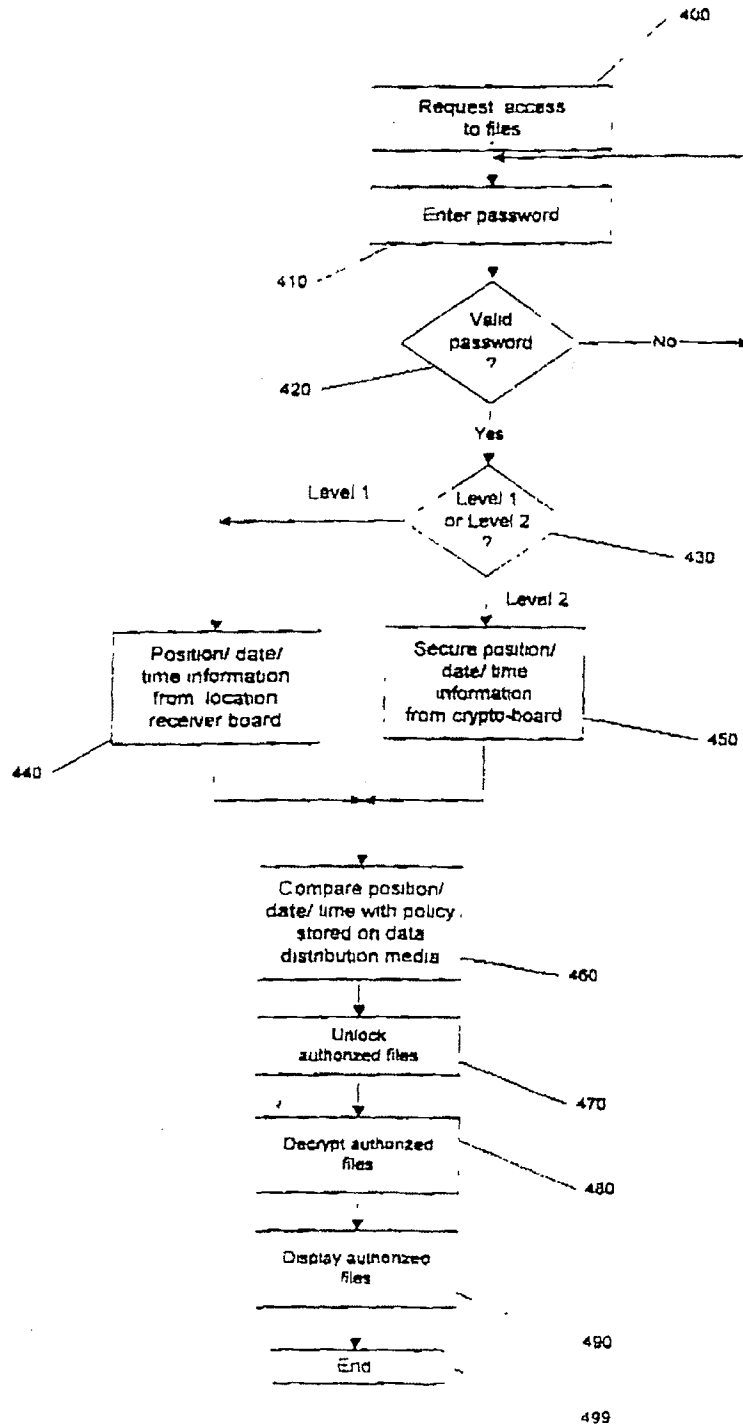 400
Request access
to files
Enter password
410
Valid
password
?
No
420
Yes
Level 1
Level 1
or Level 2
?
430
Level 2
Position/ date/
time information
from location
receiver board
440
Secure position/
date/ time
information
from crypto-board
450
Compare position/
date/ time with policy
stored on data
distribution media
460
Unlock
authorized files
470
Decrypt authorized
files
480
Display authorized
files
490
End
499